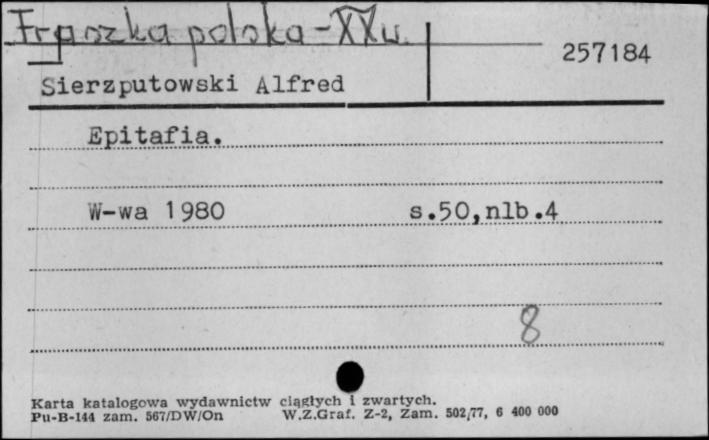 Fraszka polska - XX w.
257184
Sierzputowski Alfred
Epitafia.
W-wa 1980 s.50,nlb.4
8
Karta katalogowa wydawnictw ciągłych i zwartych.
Pu-B-144 zam. 567/DW/On W.Z.Graf. Z-2, Zam. 502/77, 6 400 000